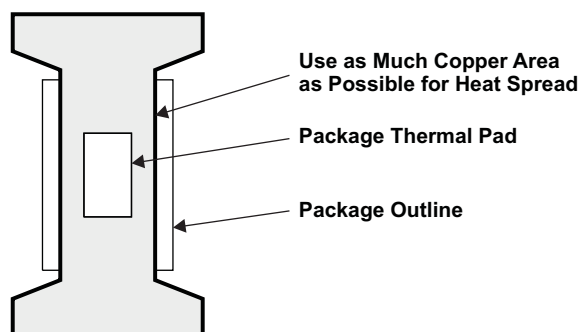 Use as Much Copper Area
as Possible for Heat Spread
Package Thermal Pad
Package Outline